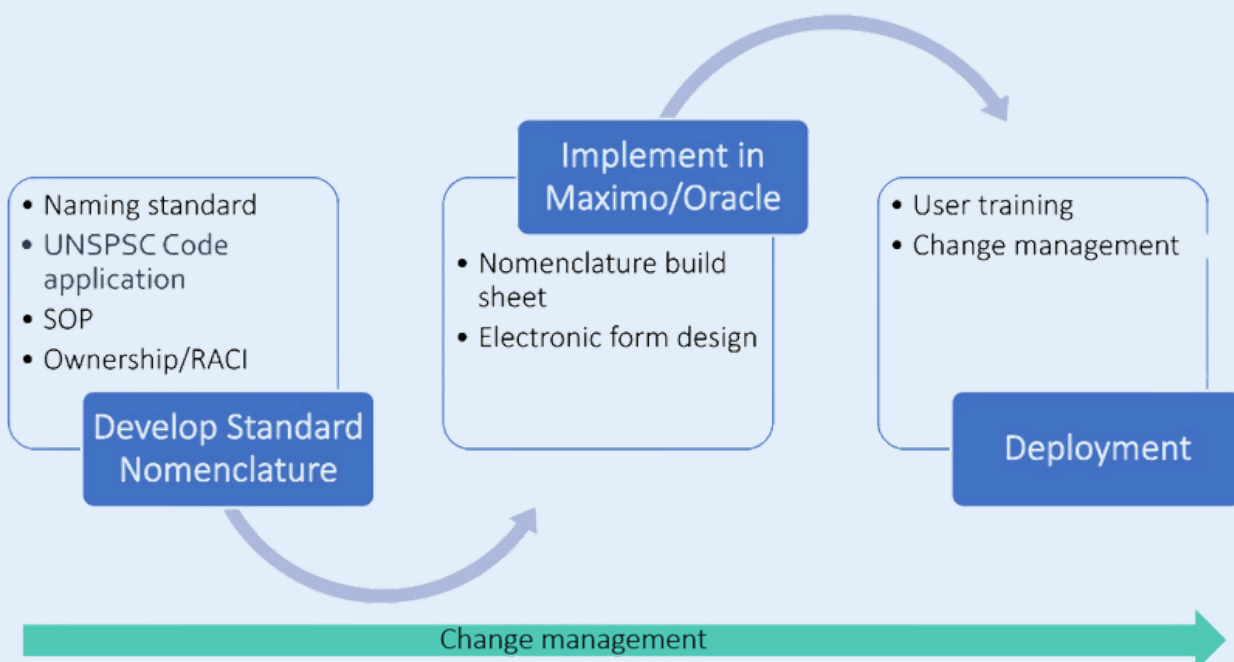 • Naming standard
• UNSPSC Code
application
• SOP
• Ownership/RACI
Develop Standard
Nomenclature
Implement in
Maximo/Oracle
• Nomenclature build
sheet
• Electronic form design
• User training
• Change management
Deployment
Change management